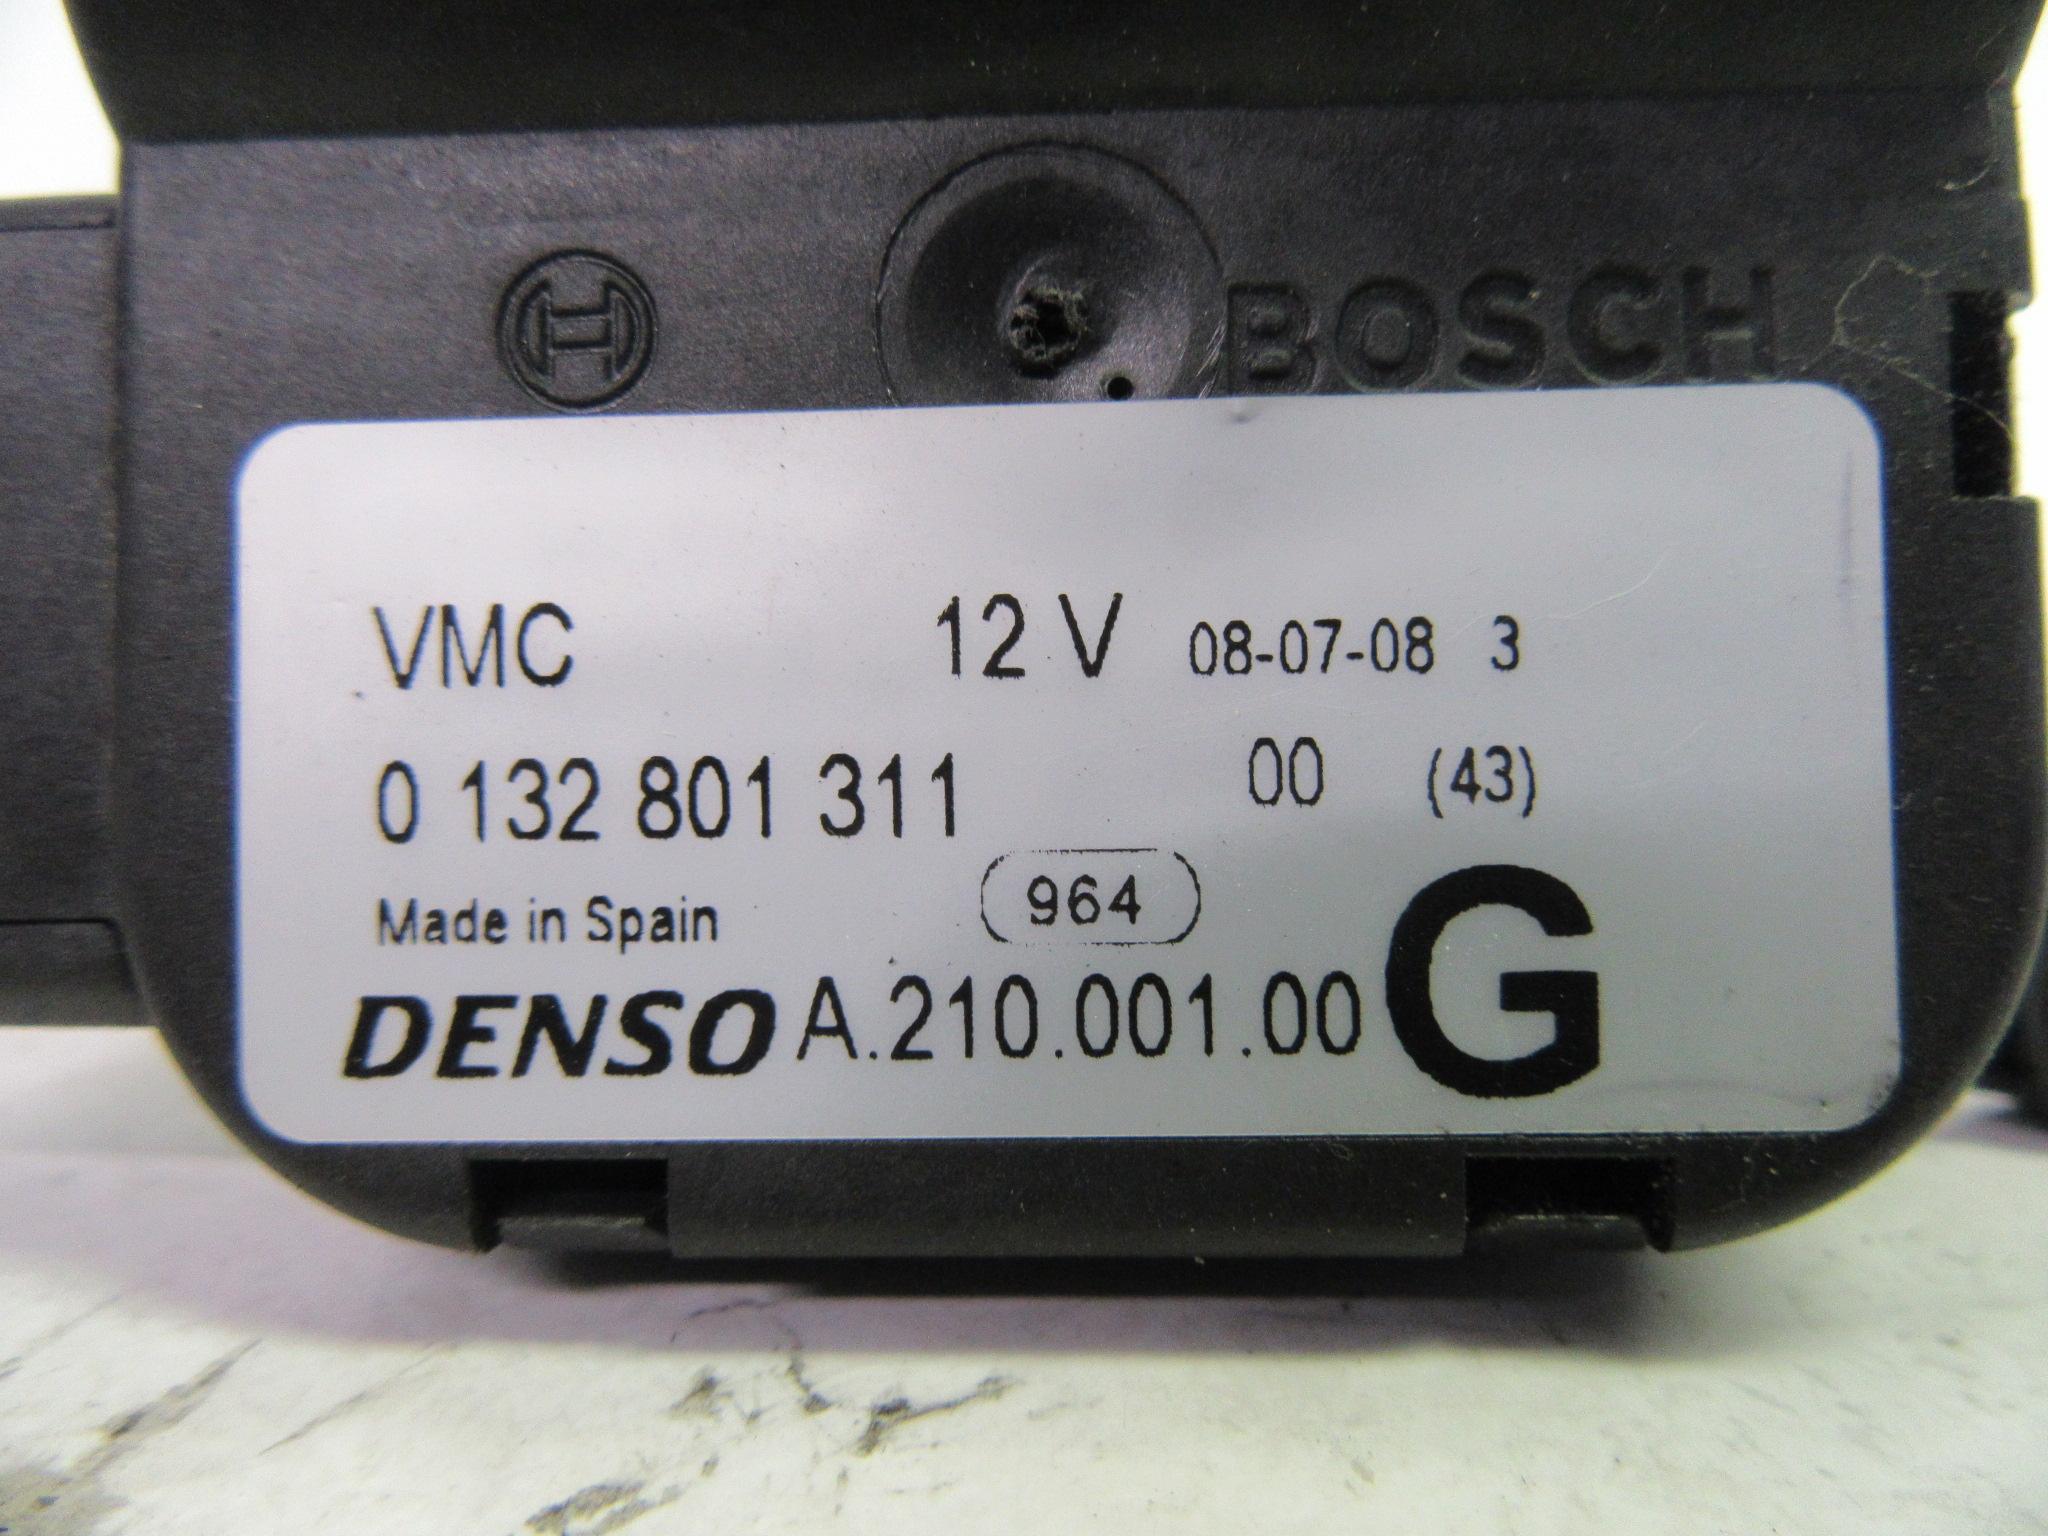 BOSCH
VMC 12 V 08-07-08 3
0 132 801 311 00 (43)
Made in Spain 964
DENSO A.210.001.00 G